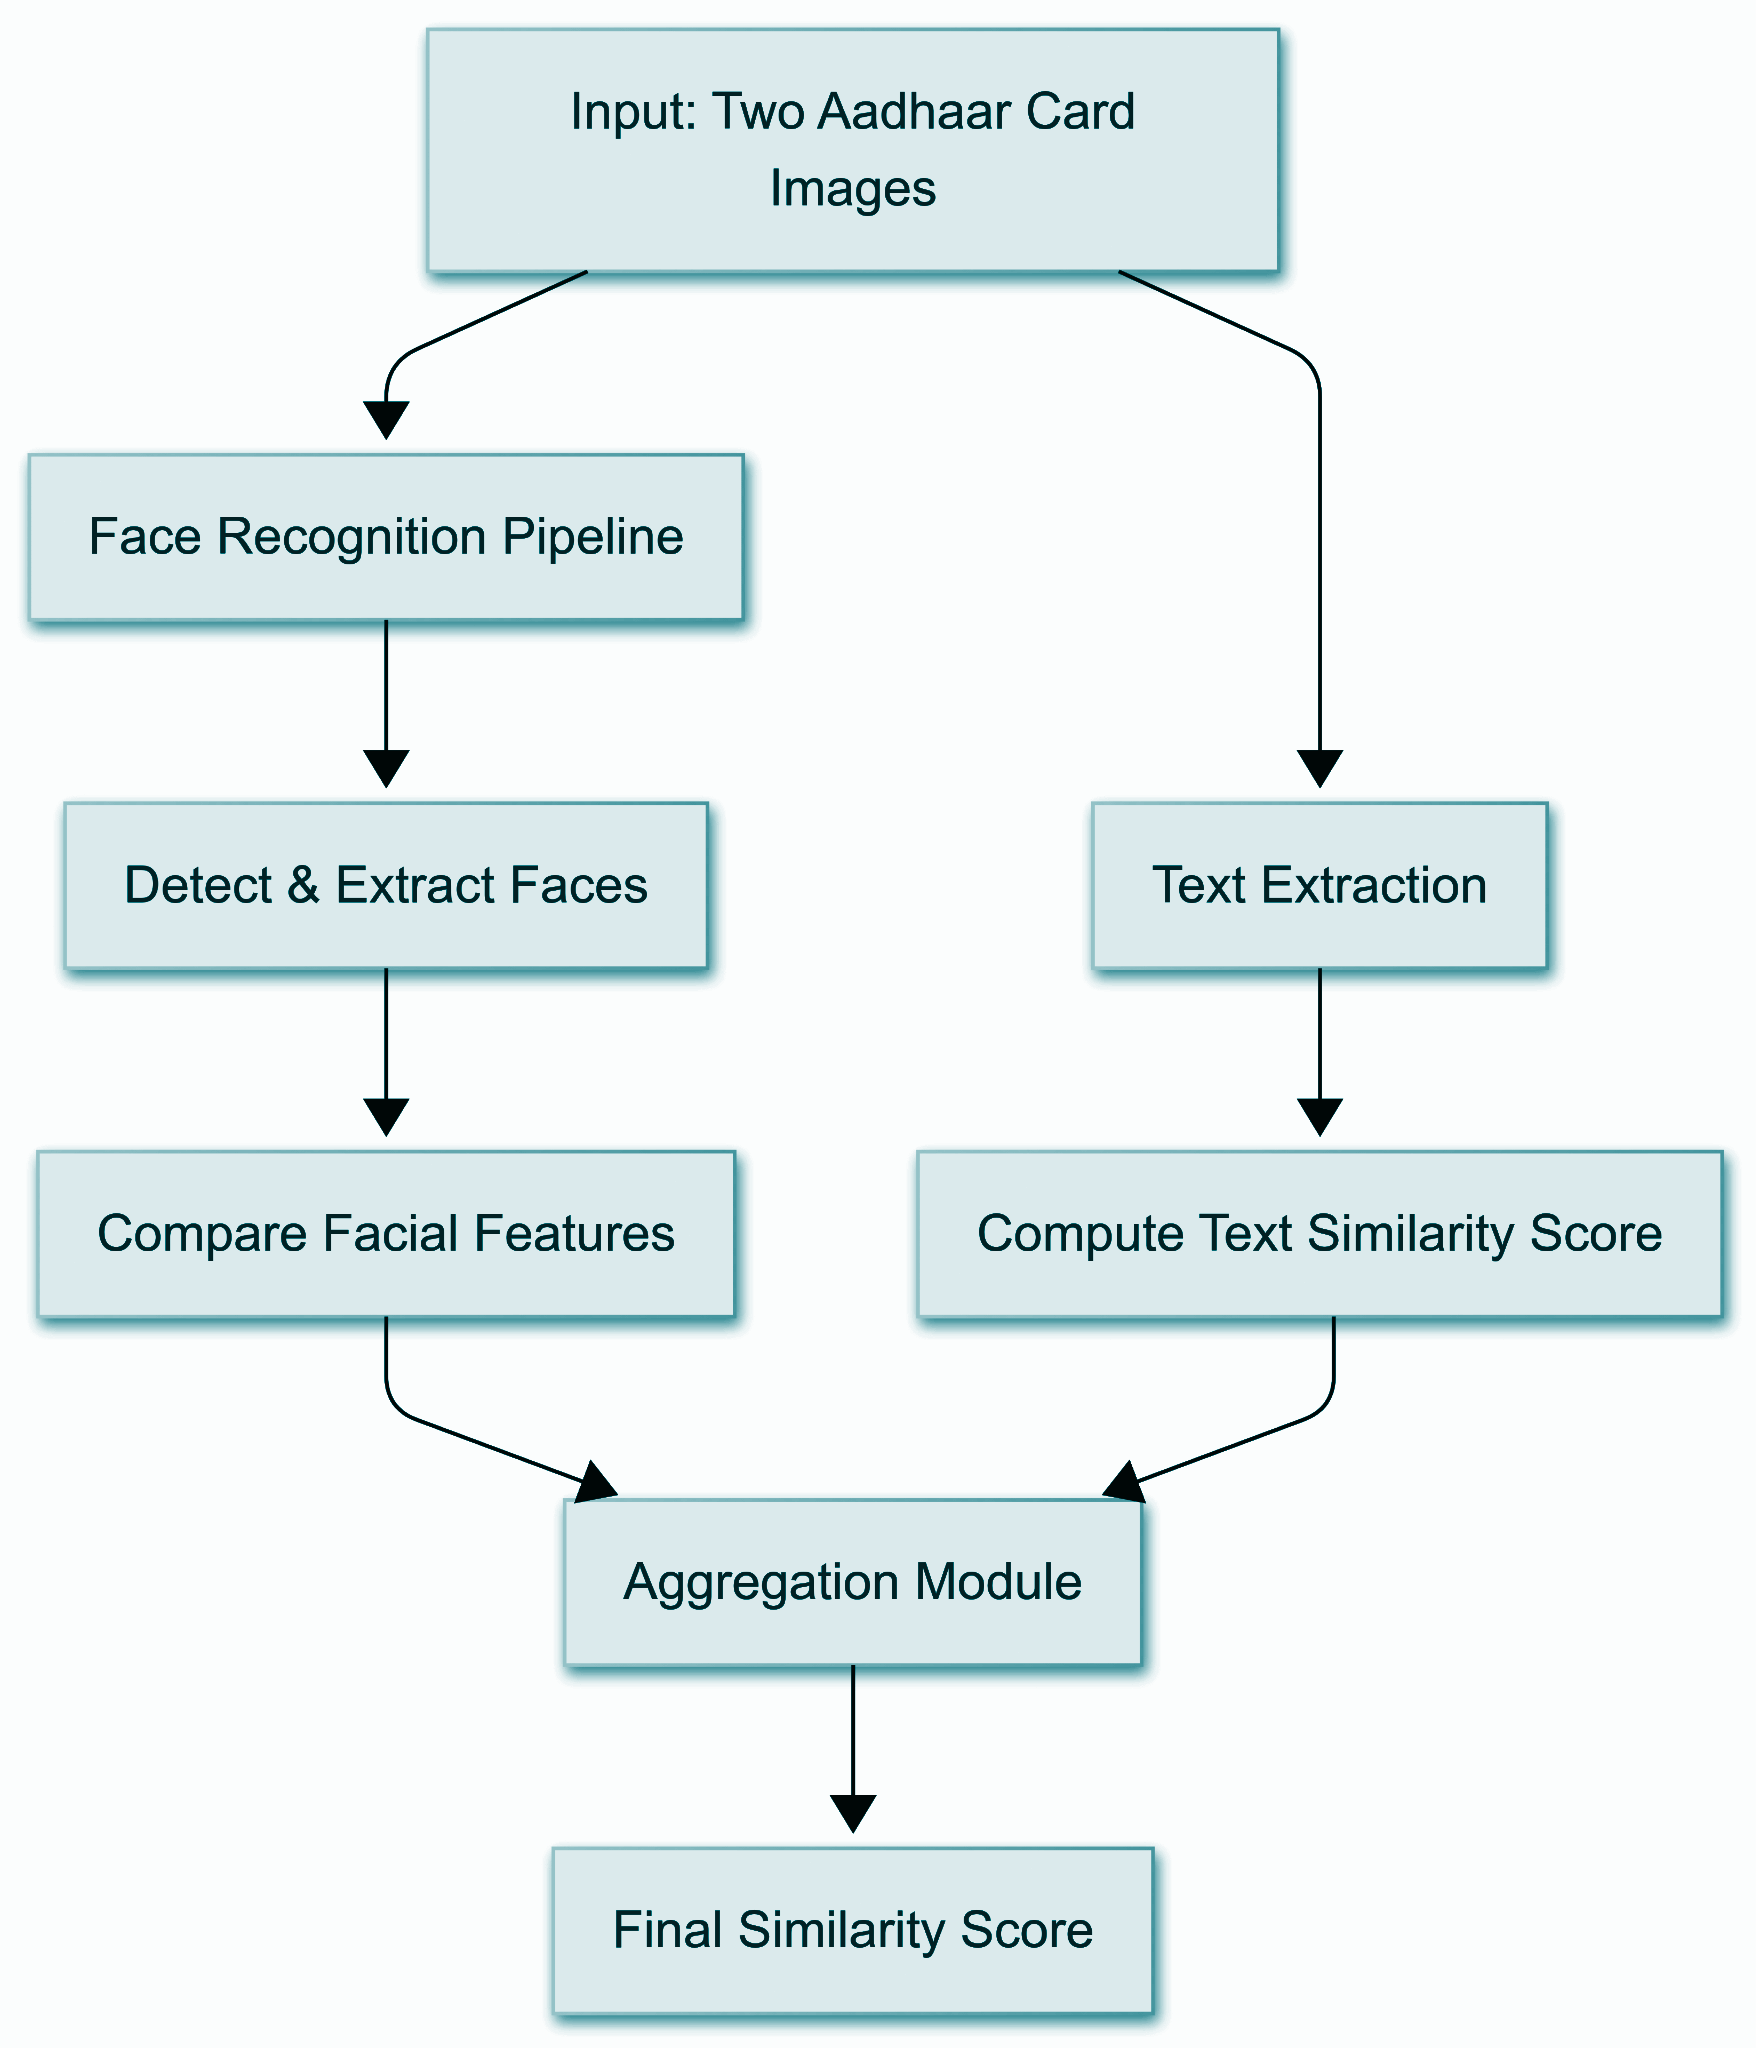 Input: Two Aadhaar Card
Images
Face Recognition Pipeline
Detect & Extract Faces
Text Extraction
Compare Facial Features
Compute Text Similarity Score
Aggregation Module
Final Similarity Score